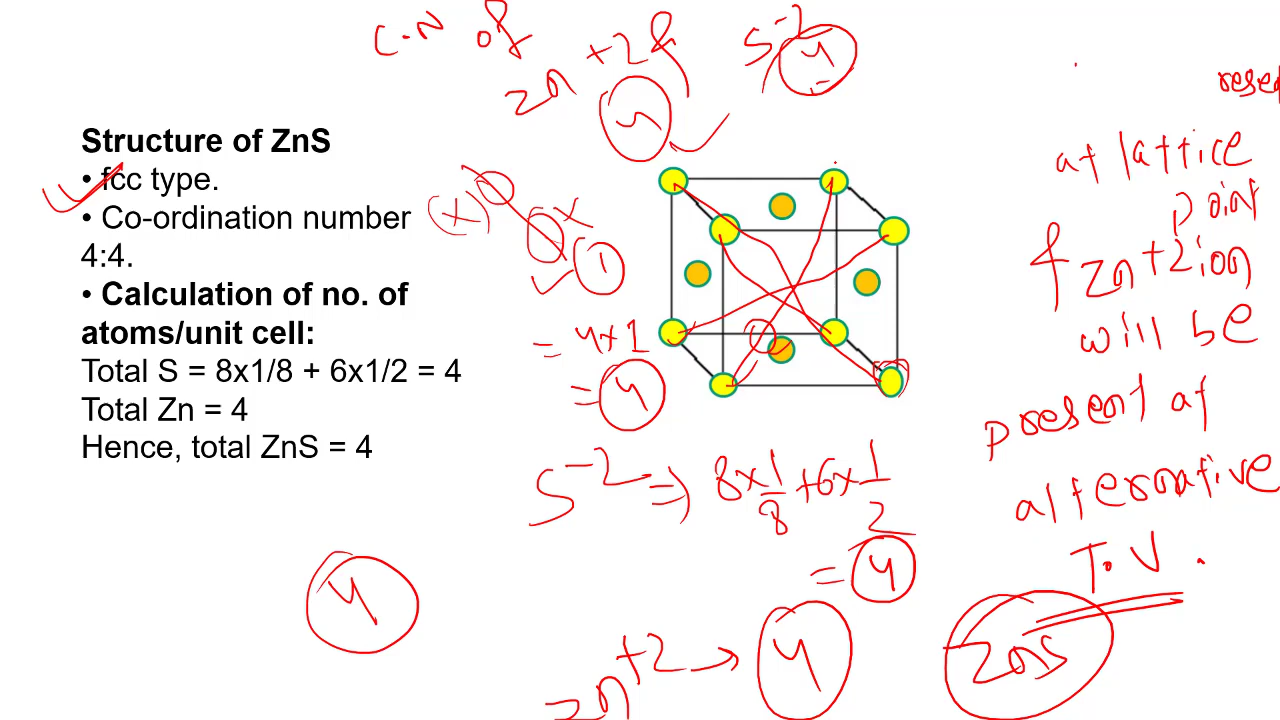 C.N of
Zn+2 & S-2 4
4
Structure of ZnS
• fcc type.
• Co-ordination number
4:4.
• Calculation of no. of
atoms/unit cell:
Total S = 8x1/8 + 6x1/2 = 4
Total Zn = 4
Hence, total ZnS = 4
(x)
x
1
= 4x1
= 4
1
S-2 => 8x1/8 + 6x1/2
= 4
Zn+2 → 4
4
at lattice
point
& Zn+2 ion
will be
present at
alternative
T.V.
ZnS